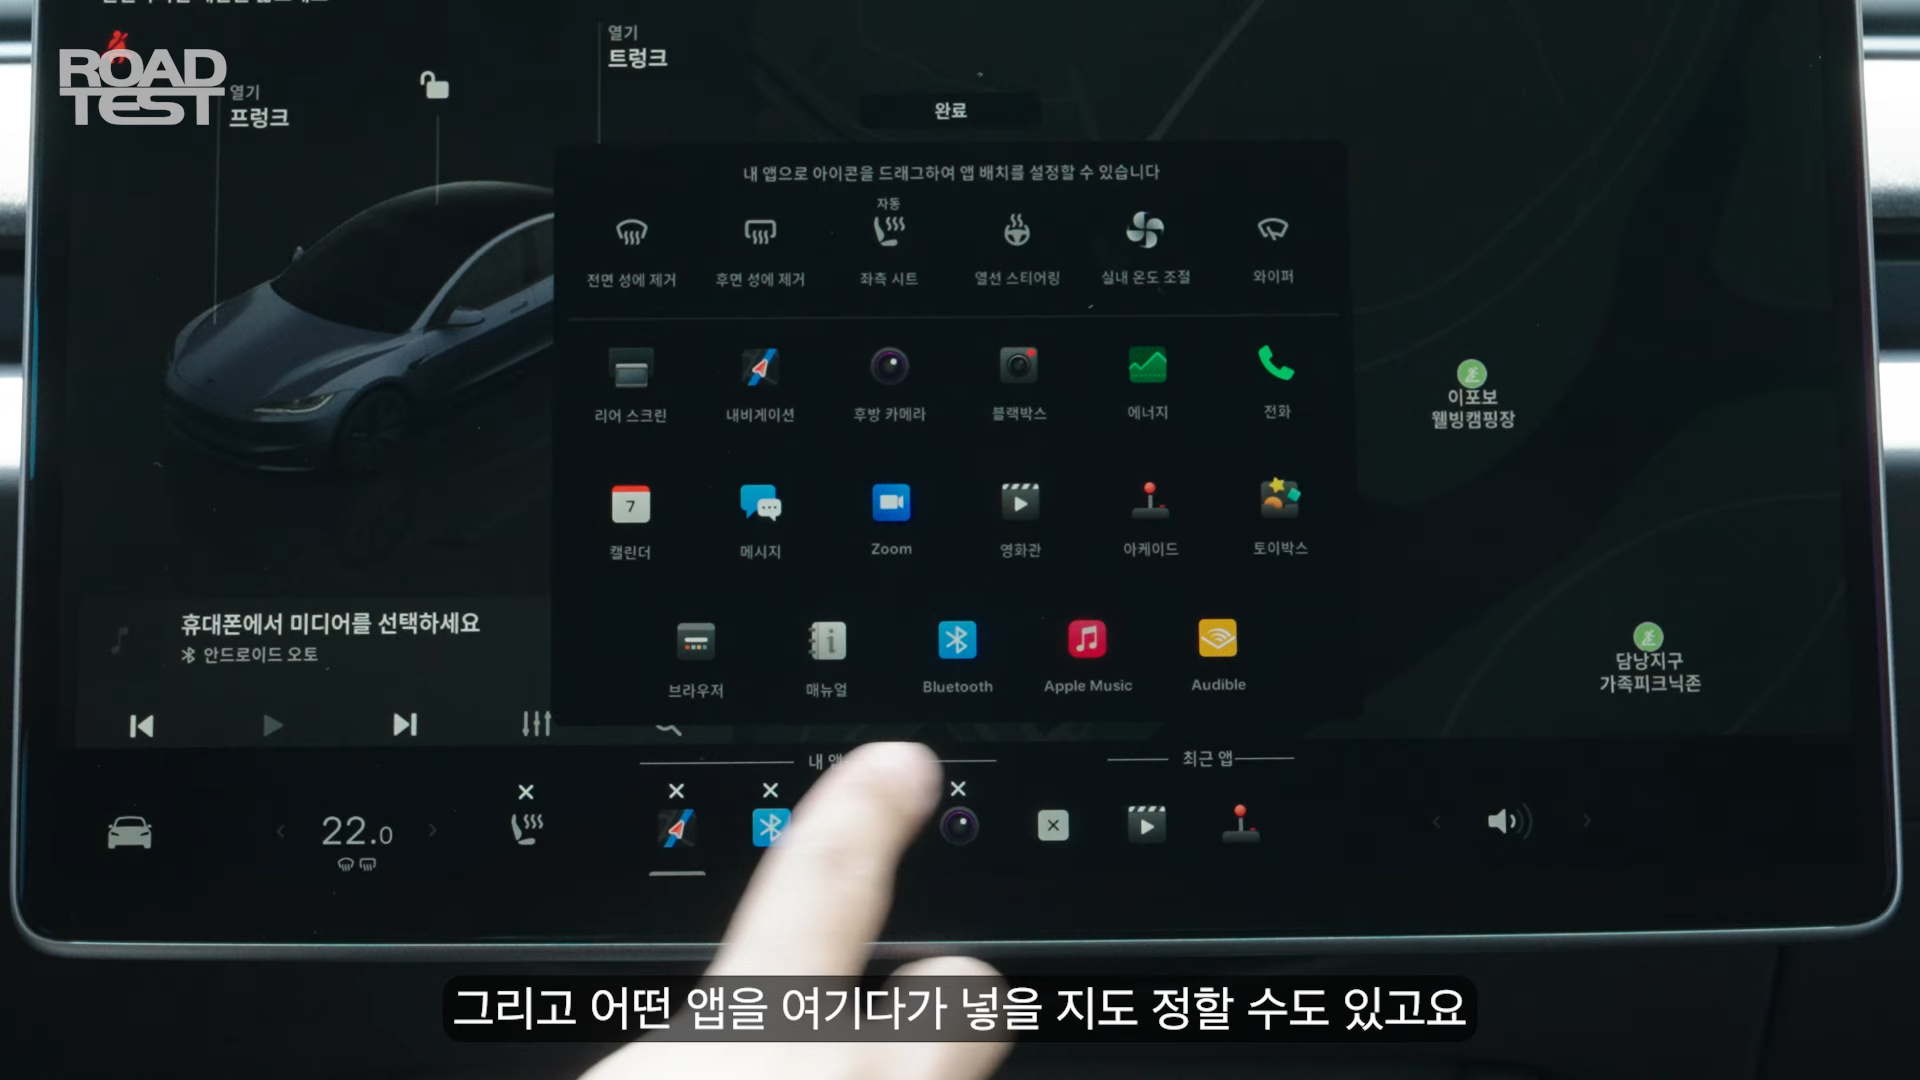 ROAD
TEST
열기
프렁크
열기
트렁크
완료
내 앱으로 아이콘을 드래그하여 앱 배치를 설정할 수 있습니다
자동
전면 성에 제거
후면 성에 제거
좌측 시트
열선 스티어링
실내 온도 조절
와이퍼
리어 스크린
내비게이션
후방 카메라
블랙박스
에너지
전화
7
캘린더
메시지
Zoom
영화관
아케이드
토이박스
브라우저
매뉴얼
Bluetooth
Apple Music
Audible
이포보
웰빙캠핑장
담낭지구
가족피크닉존
휴대폰에서 미디어를 선택하세요
안드로이드 오토
내 앱
최근 앱
22.0
그리고 어떤 앱을 여기다가 넣을 지도 정할 수도 있고요